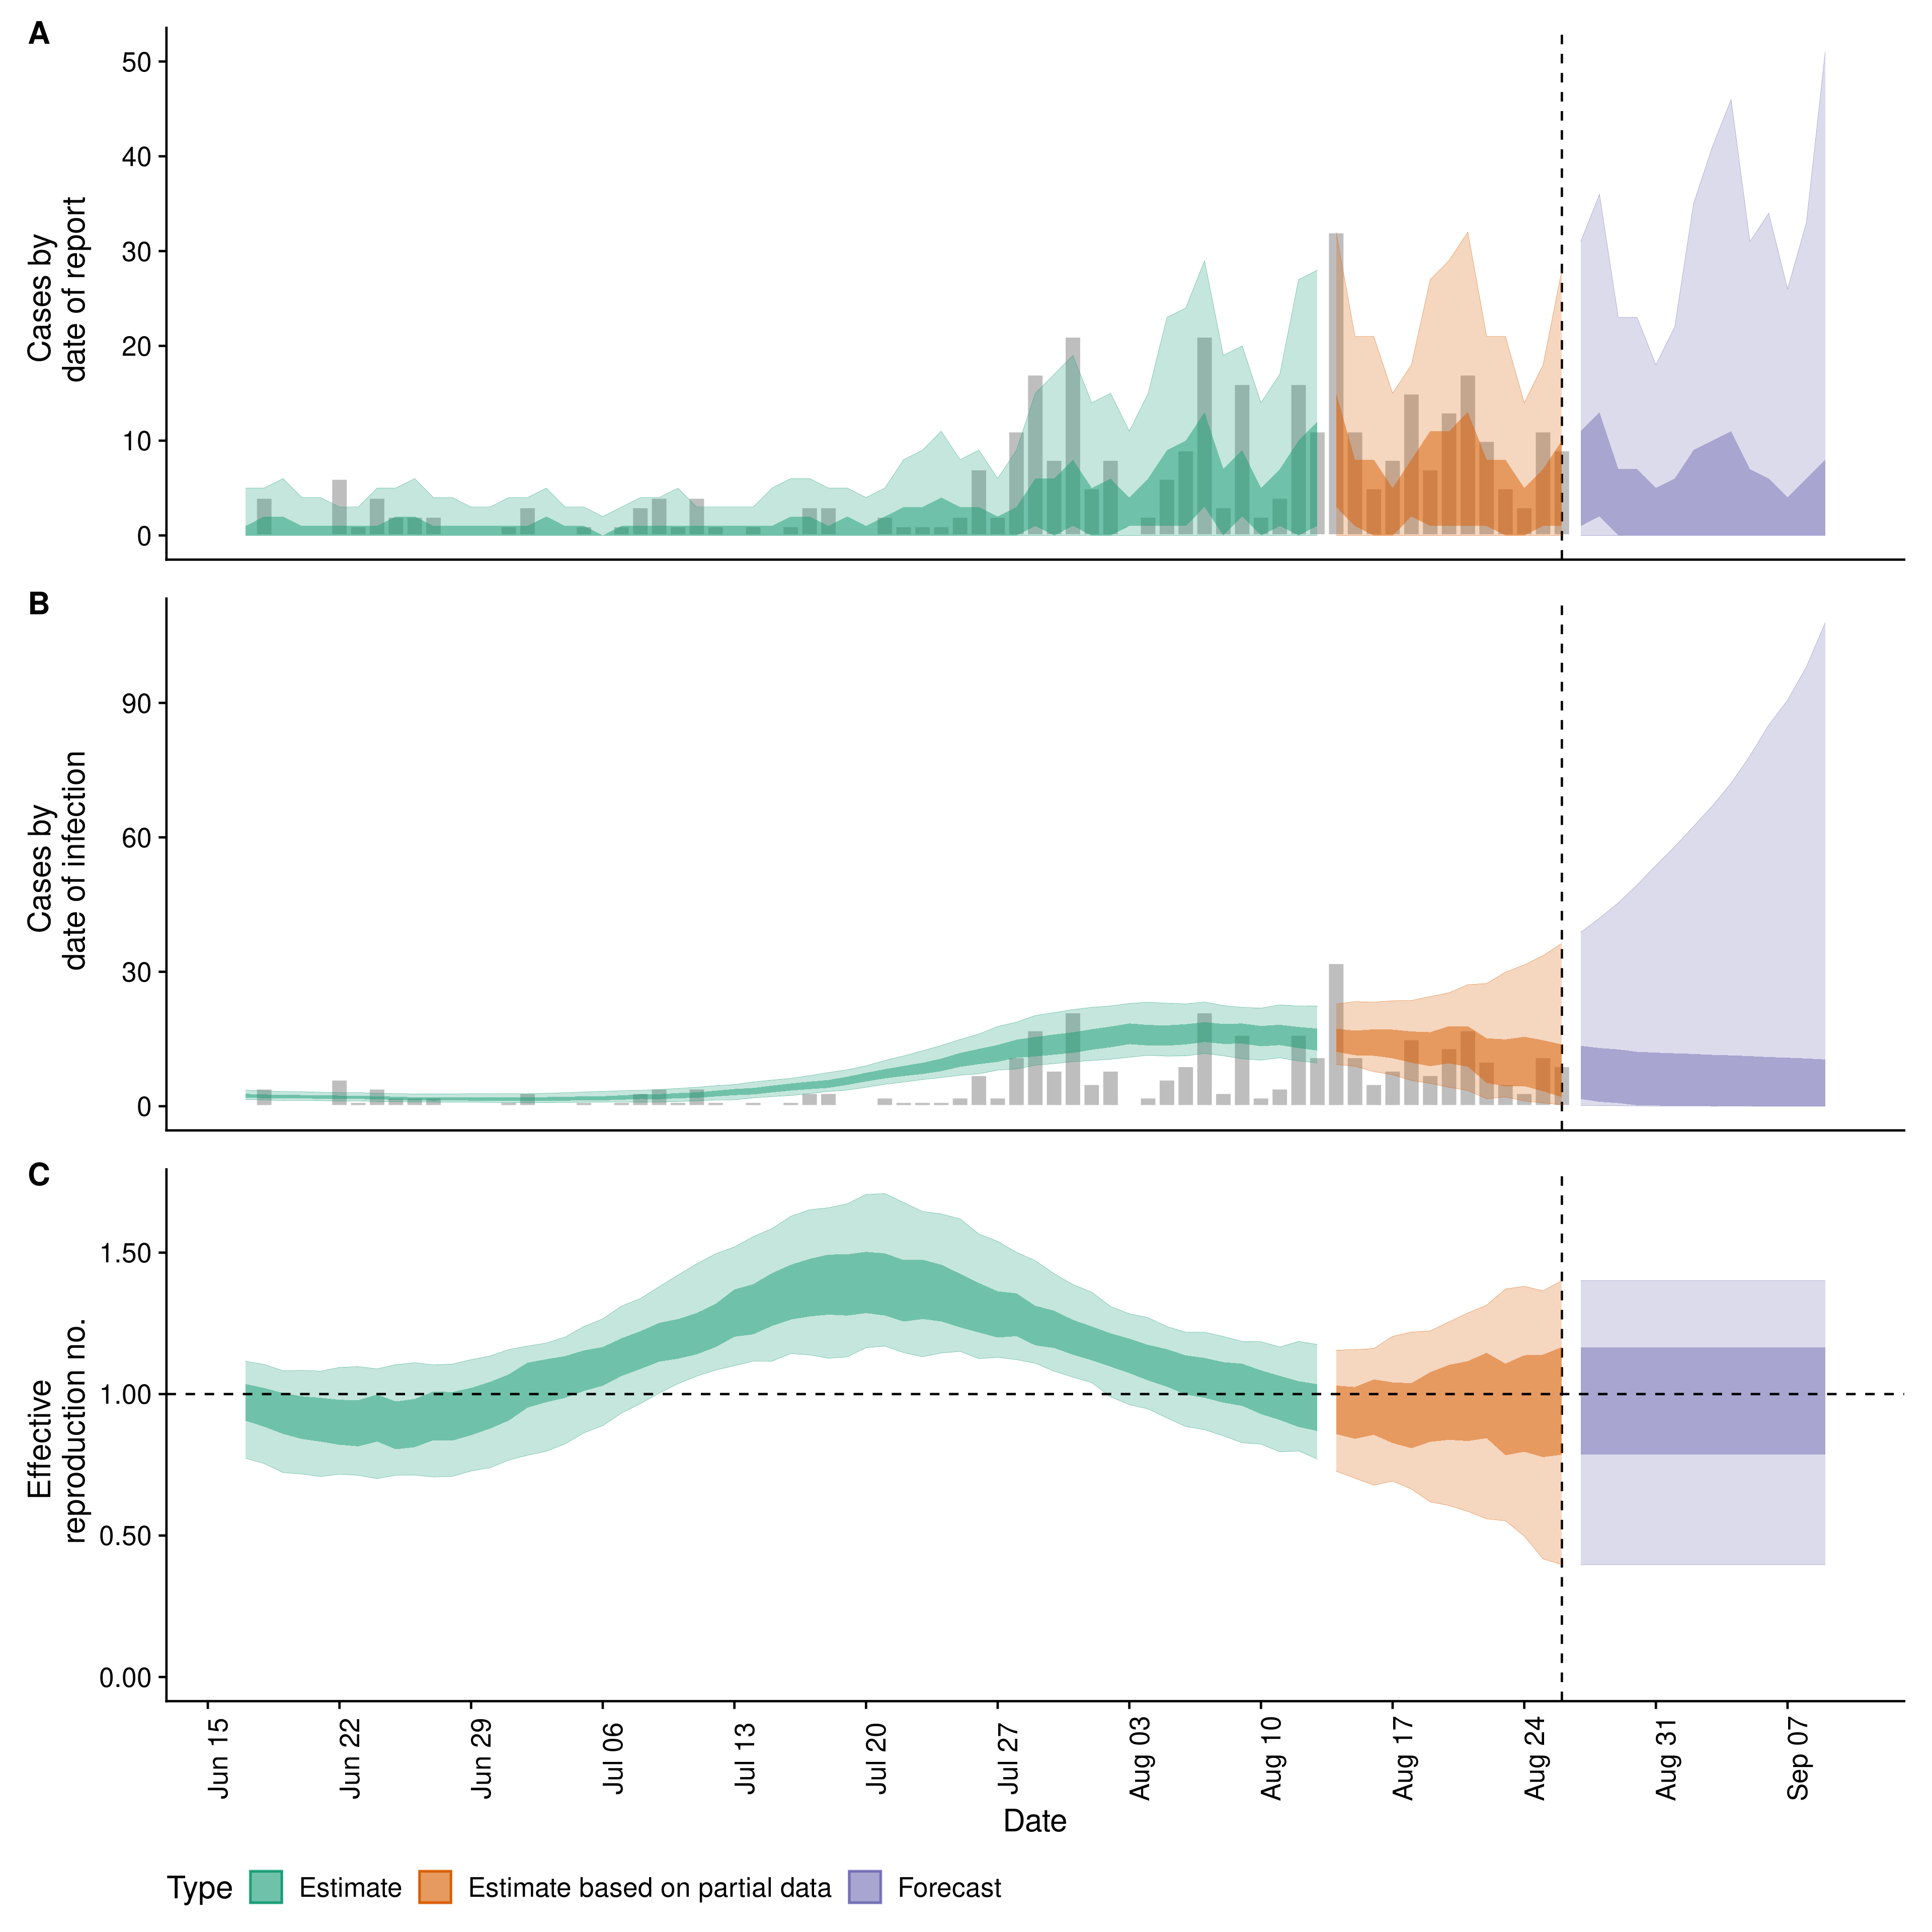 A
50
40
30
20
10
0
Cases by
date of report
B
90
60
30
0
Cases by
date of infection
C
1.50
1.00
0.50
0.00
Effective
reproduction no.
Jun 15
Jun 22
Jun 29
Jul 06
Jul 13
Jul 20
Jul 27
Aug 03
Aug 10
Aug 17
Aug 24
Aug 31
Sep 07
Date
Type Estimate Estimate based on partial data Forecast